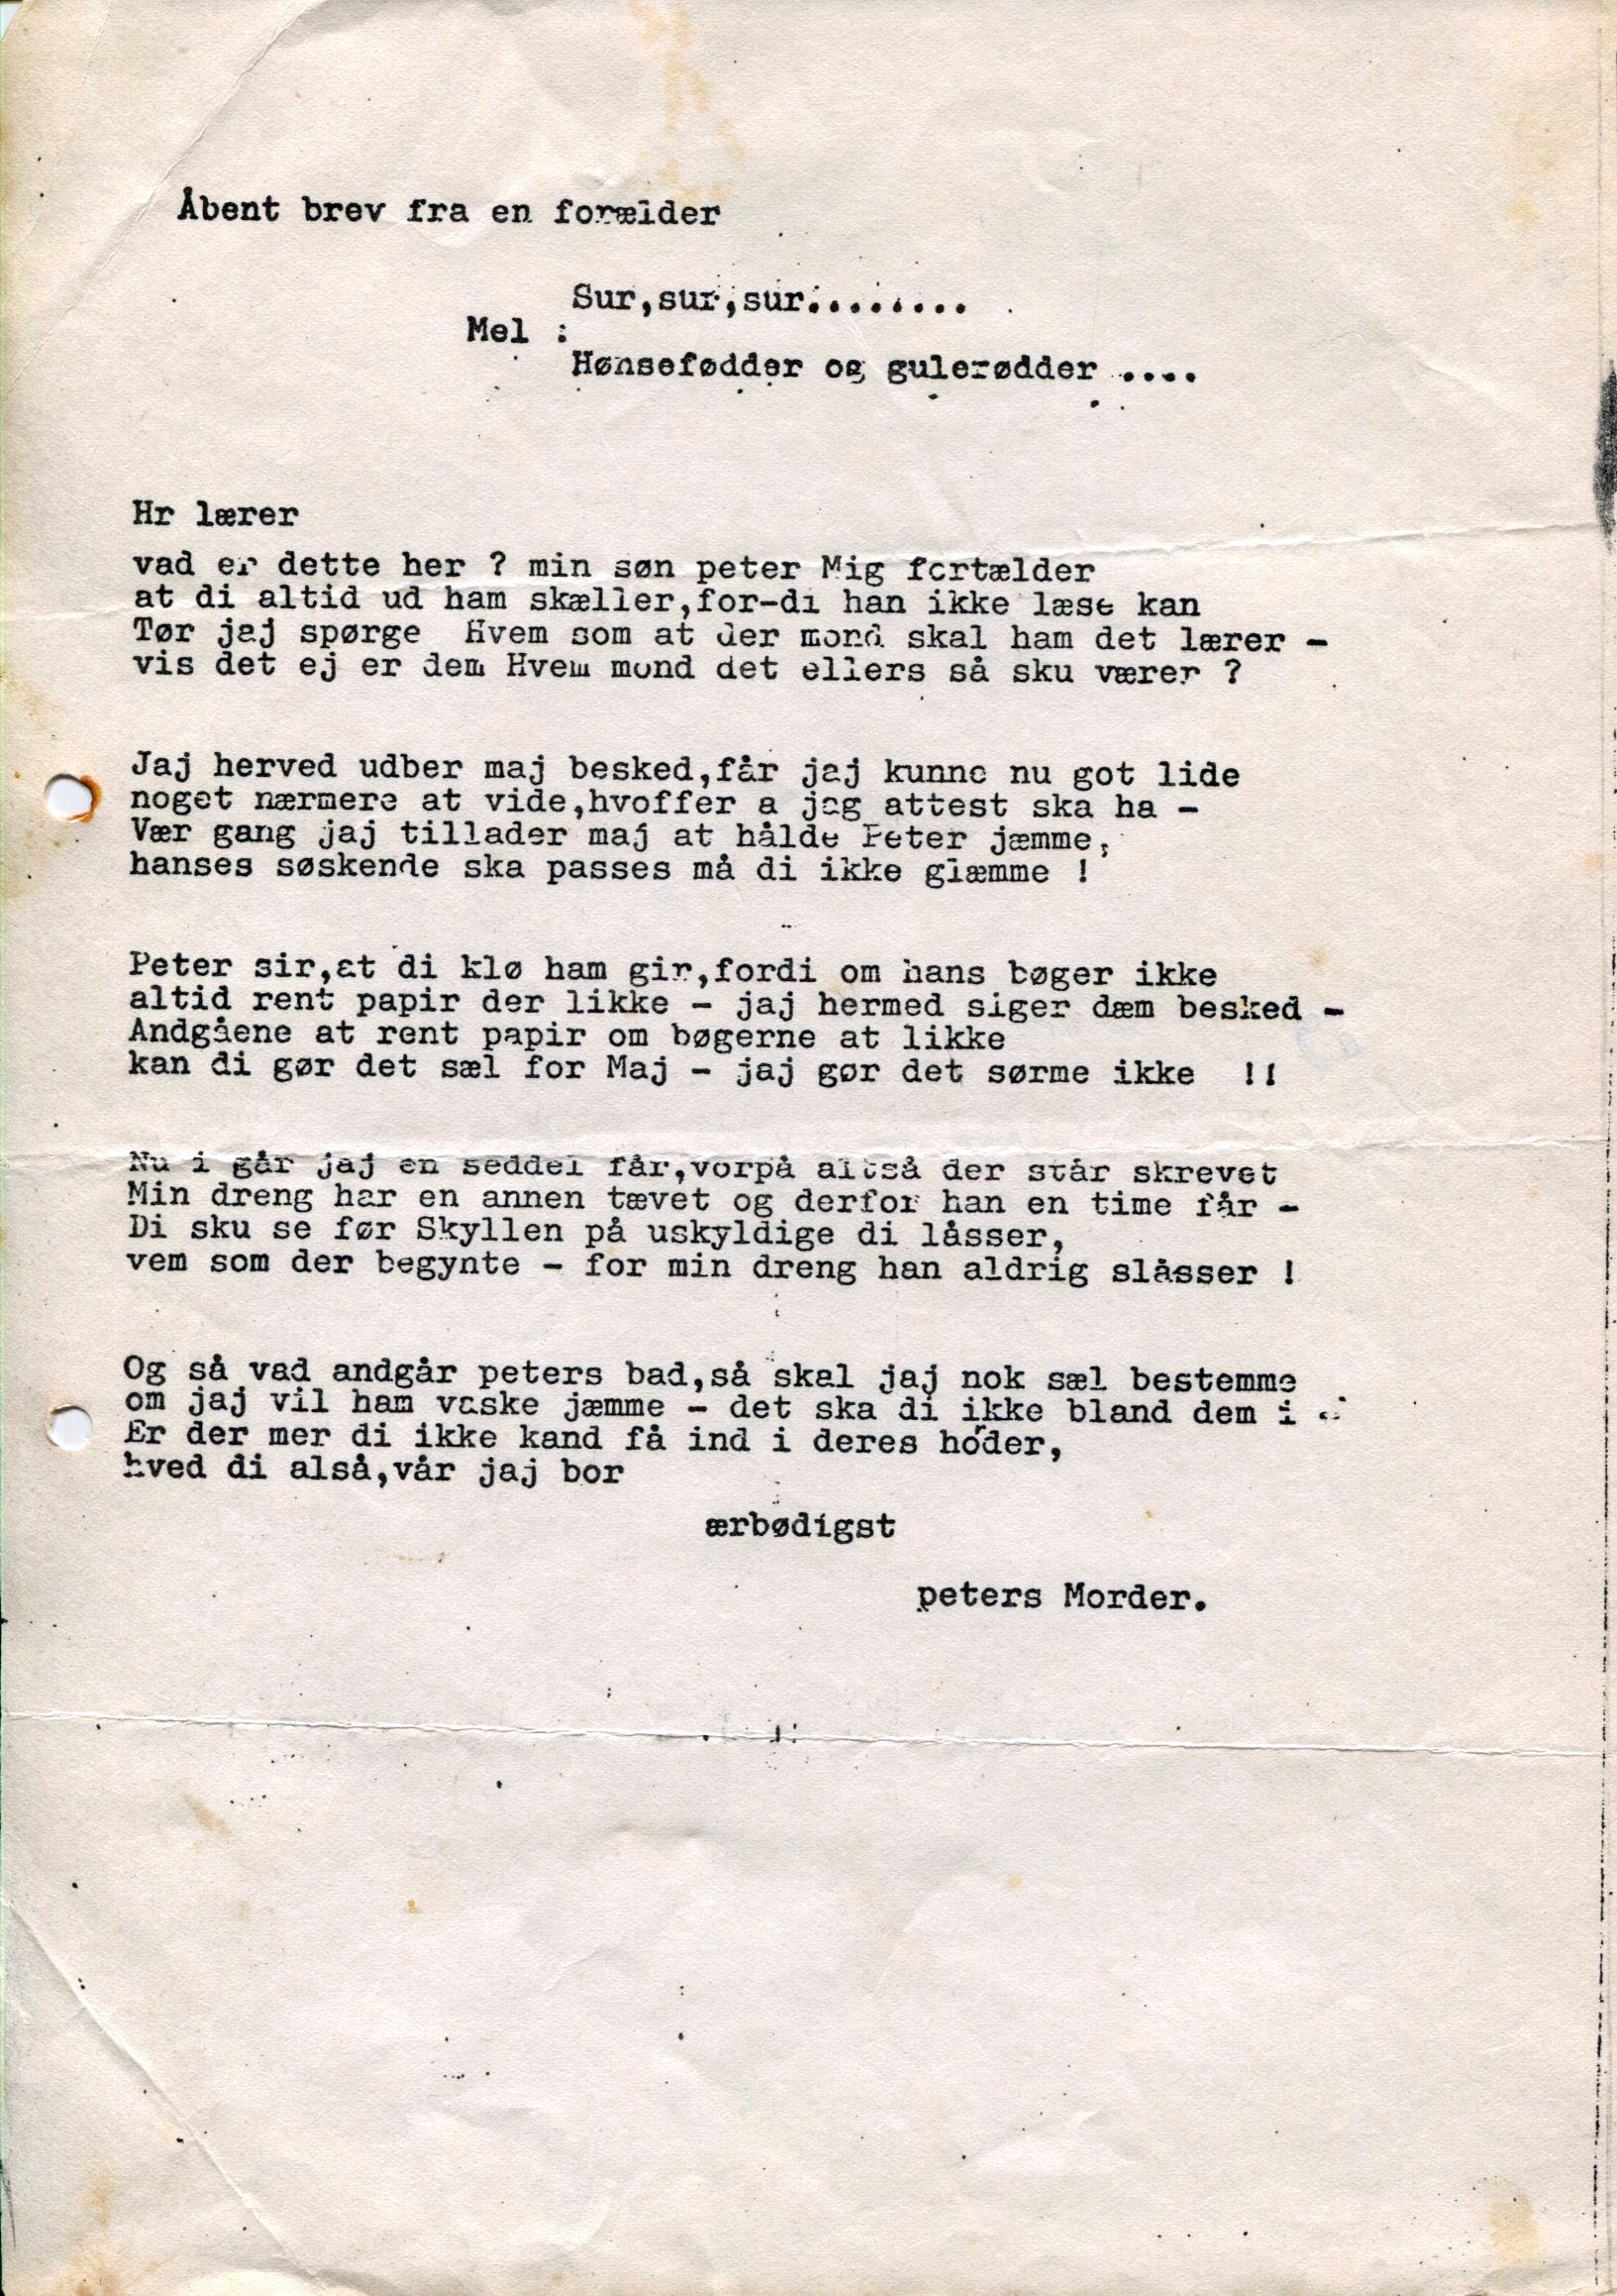 Åbent brev fra en forælder
Sur,sur,sur.........
Mel :
Hønsefødder og gulerødder ....
Hr lærer
vad er dette her ? min søn peter Mig fortælder
at di altid ud ham skæller,for-di han ikke læse kan
Tør jaj spørge Hvem som at der mond skal ham det lærer -
vis det ej er dem Hvem mond det ellers så sku værer ?
Jaj herved udber maj besked,får jaj kunne nu got lide
noget nærmere at vide,hvoffer a jeg attest ska ha -
Vær gang jaj tillader maj at hålde Peter jæmme,
hanses søskende ska passes må di ikke glæmme !
Peter sir,at di klø ham gir,fordi om hans bøger ikke
altid rent papir der likke - jaj hermed siger dæm besked -
Andgåene at rent papir om bøgerne at likke
kan di gør det sæl for Maj - jaj gør det sørme ikke !!
Nu i går jaj en seddel får,vorpå altså der står skrevet
Min dreng har en annen tævet og derfor han en time får -
Di sku se før Skyllen på uskyldige di låsser,
vem som der begynte - for min dreng han aldrig slåsser !
Og så vad andgår peters bad,så skal jaj nok sæl bestemme
om jaj vil ham vaske jæmme - det ska di ikke bland dem i
Er der mer di ikke kand få ind i deres höder,
hved di alså,vår jaj bor
ærbødigst
peters Morder.